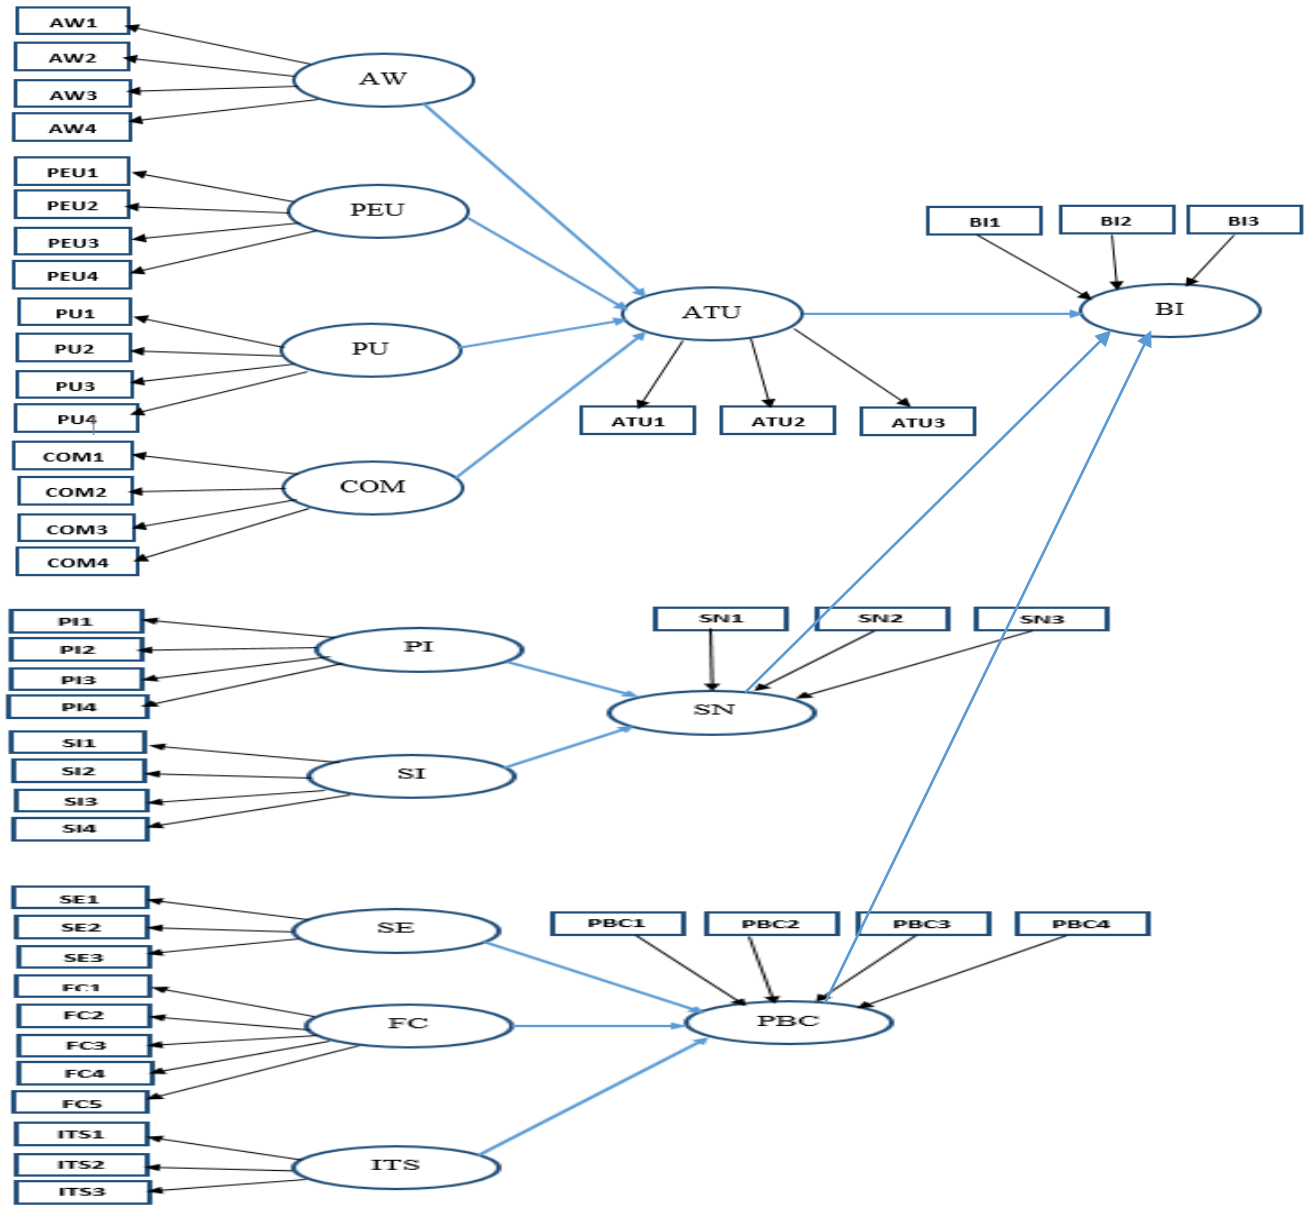 AW1
AW2
AW3
AW4
AW
PEU1
PEU2
PEU3
PEU4
PEU
PU1
PU2
PU3
PU4
PU
COM1
COM2
COM3
COM4
COM
ATU
ATU1
ATU2
ATU3
BI1
BI2
BI3
BI
PI1
PI2
PI3
PI4
PI
SI1
SI2
SI3
SI4
SI
SN1
SN2
SN3
SN
SE1
SE2
SE3
SE
FC1
FC2
FC3
FC4
FC5
FC
ITS1
ITS2
ITS3
ITS
PBC1
PBC2
PBC3
PBC4
PBC